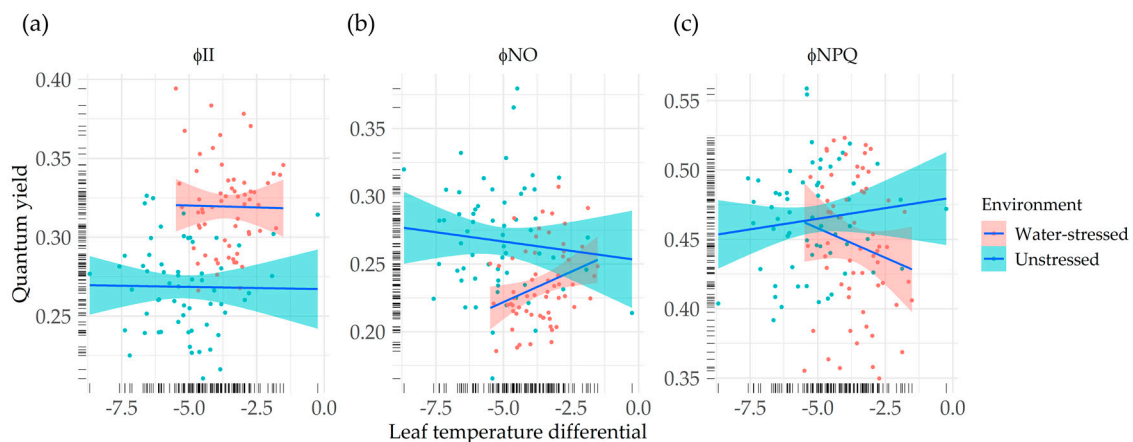 (a)
(b)
(c)
ϕII
ϕNO
ϕNPQ
Quantum yield
0.40
0.35
0.30
0.25
0.35
0.30
0.25
0.20
0.55
0.50
0.45
0.40
0.35
-7.5 -5.0 -2.5 0.0
-7.5 -5.0 -2.5 0.0
-7.5 -5.0 -2.5 0.0
Leaf temperature differential
Environment
Water-stressed
Unstressed